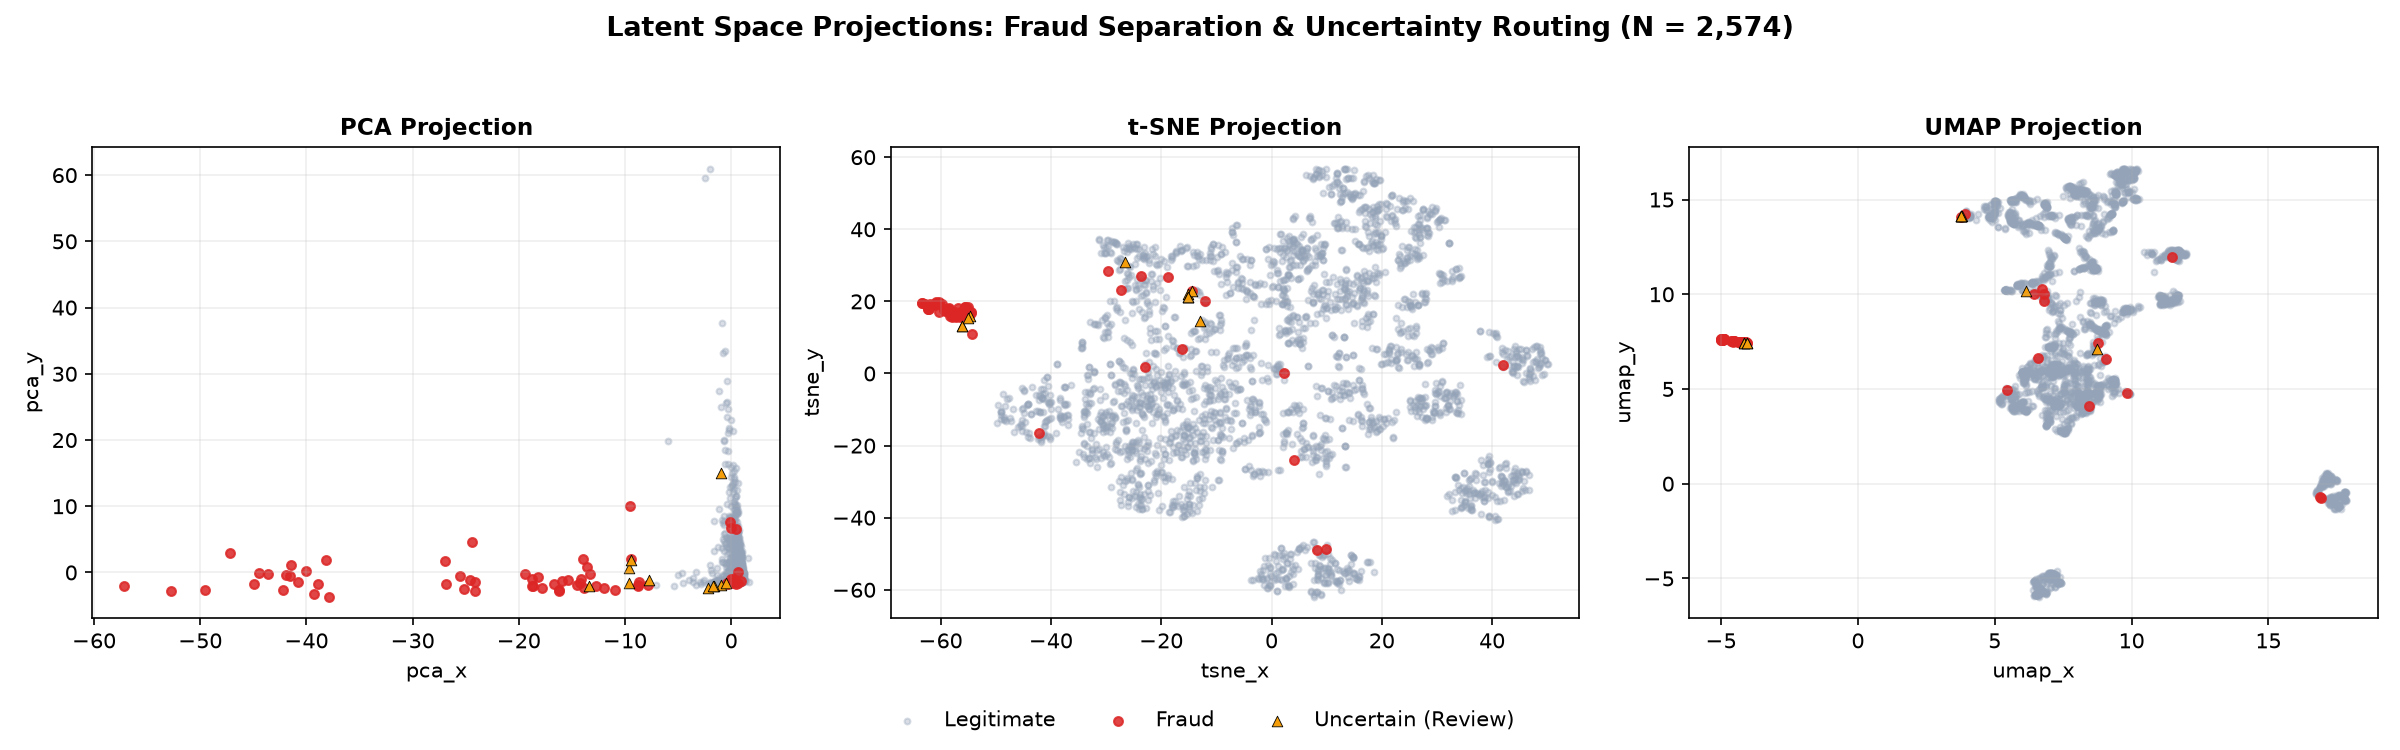 Latent Space Projections: Fraud Separation & Uncertainty Routing (N = 2,574)
PCA Projection
60
50
40
30
20
10
0
pca_y
−60
−50
−40
−30
−20
−10
0
pca_x
t-SNE Projection
60
40
20
0
−20
−40
−60
tsne_y
−60
−40
−20
0
20
40
tsne_x
UMAP Projection
15
10
5
0
−5
umap_y
−5
0
5
10
15
umap_x
Legitimate
Fraud
Uncertain (Review)